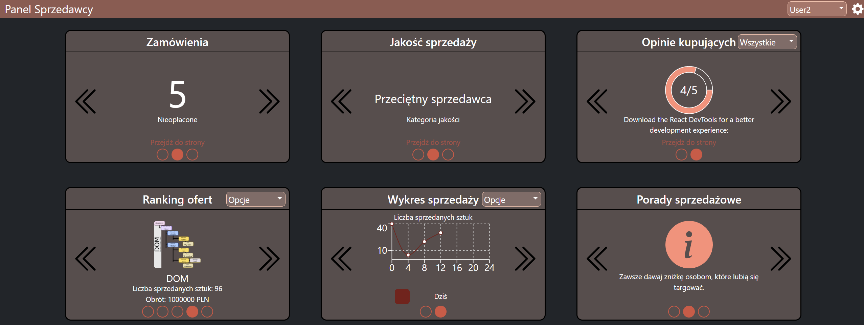 Panel Sprzedawcy
User2
Zamówienia
5
Nieopłacone
Przejdź do strony
Jakość sprzedaży
Przeciętny sprzedawca
Kategoria jakości
Przejdź do strony
Opinie kupujących
Wszystkie
4/5
Download the React DevTools for a better
development experience:
Przejdź do strony
Ranking ofert
Opcje
DOM
DOM
Liczba sprzedanych sztuk: 96
Obrót: 1000000 PLN
Wykres sprzedaży
Opcje
Liczba sprzedanych sztuk
40
10
0 4 8 12 16 20 24
Dziś
Porady sprzedażowe
i
Zawsze dawaj zniżkę osobom, które lubią się
targować.